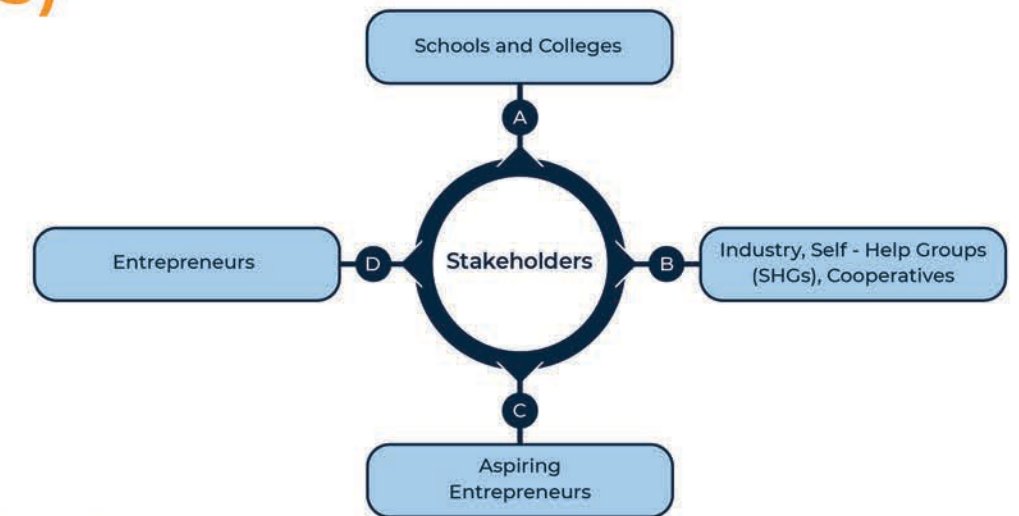 Schools and Colleges
A
Entrepreneurs
D
Stakeholders
B
Industry, Self - Help Groups
(SHGs), Cooperatives
C
Aspiring
Entrepreneurs